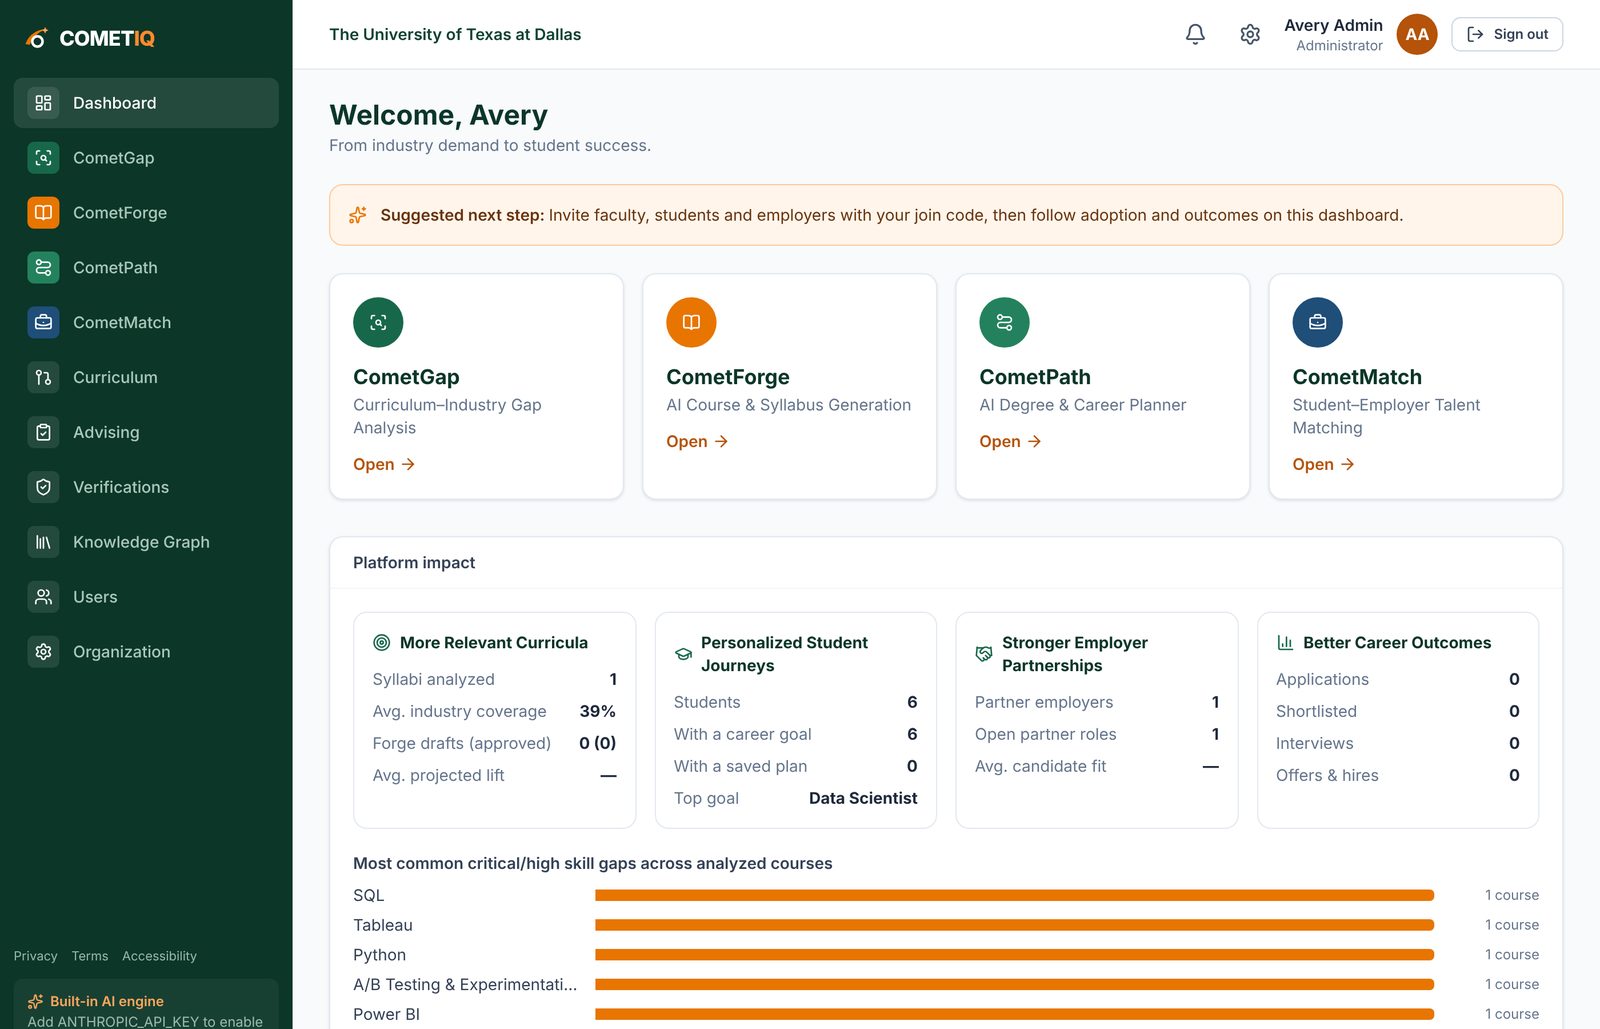 COMETIQ
Dashboard
CometGap
CometForge
CometPath
CometMatch
Curriculum
Advising
Verifications
Knowledge Graph
Users
Organization
Privacy Terms Accessibility
Built-in AI engine
Add ANTHROPIC_API_KEY to enable
The University of Texas at Dallas
Avery Admin
Administrator
AA
Sign out
Welcome, Avery
From industry demand to student success.
Suggested next step: Invite faculty, students and employers with your join code, then follow adoption and outcomes on this dashboard.
CometGap
Curriculum–Industry Gap
Analysis
Open →
CometForge
AI Course & Syllabus Generation
Open →
CometPath
AI Degree & Career Planner
Open →
CometMatch
Student–Employer Talent
Matching
Open →
Platform impact
More Relevant Curricula
Syllabi analyzed 1
Avg. industry coverage 39%
Forge drafts (approved) 0 (0)
Avg. projected lift —
Personalized Student
Journeys
Students 6
With a career goal 6
With a saved plan 0
Top goal Data Scientist
Stronger Employer
Partnerships
Partner employers 1
Open partner roles 1
Avg. candidate fit —
Better Career Outcomes
Applications 0
Shortlisted 0
Interviews 0
Offers & hires 0
Most common critical/high skill gaps across analyzed courses
SQL 1 course
Tableau 1 course
Python 1 course
A/B Testing & Experimentati... 1 course
Power BI 1 course